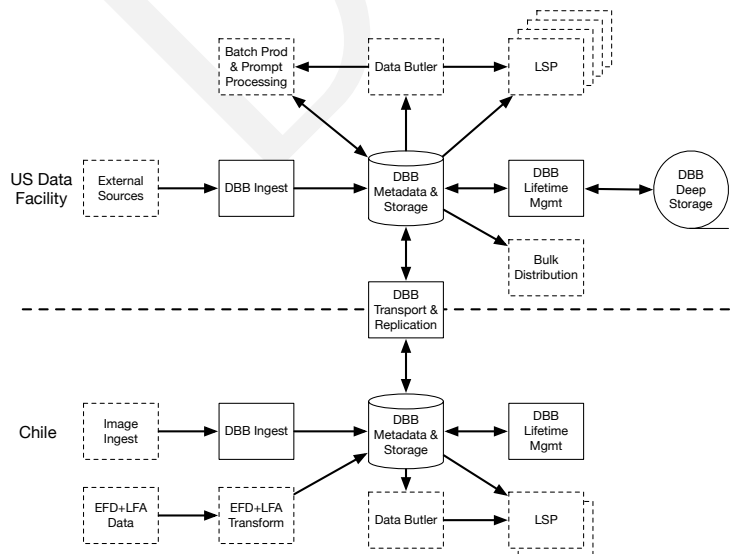 Batch Prod
& Prompt
Processing
Data Butler
LSP
US Data
Facility
External
Sources
DBB Ingest
DBB
Metadata &
Storage
DBB
Lifetime
Mgmt
DBB
Deep
Storage
Bulk
Distribution
DBB
Transport &
Replication
Chile
Image
Ingest
DBB Ingest
DBB
Metadata &
Storage
DBB
Lifetime
Mgmt
EFD+LFA
Data
EFD+LFA
Transform
Data Butler
LSP